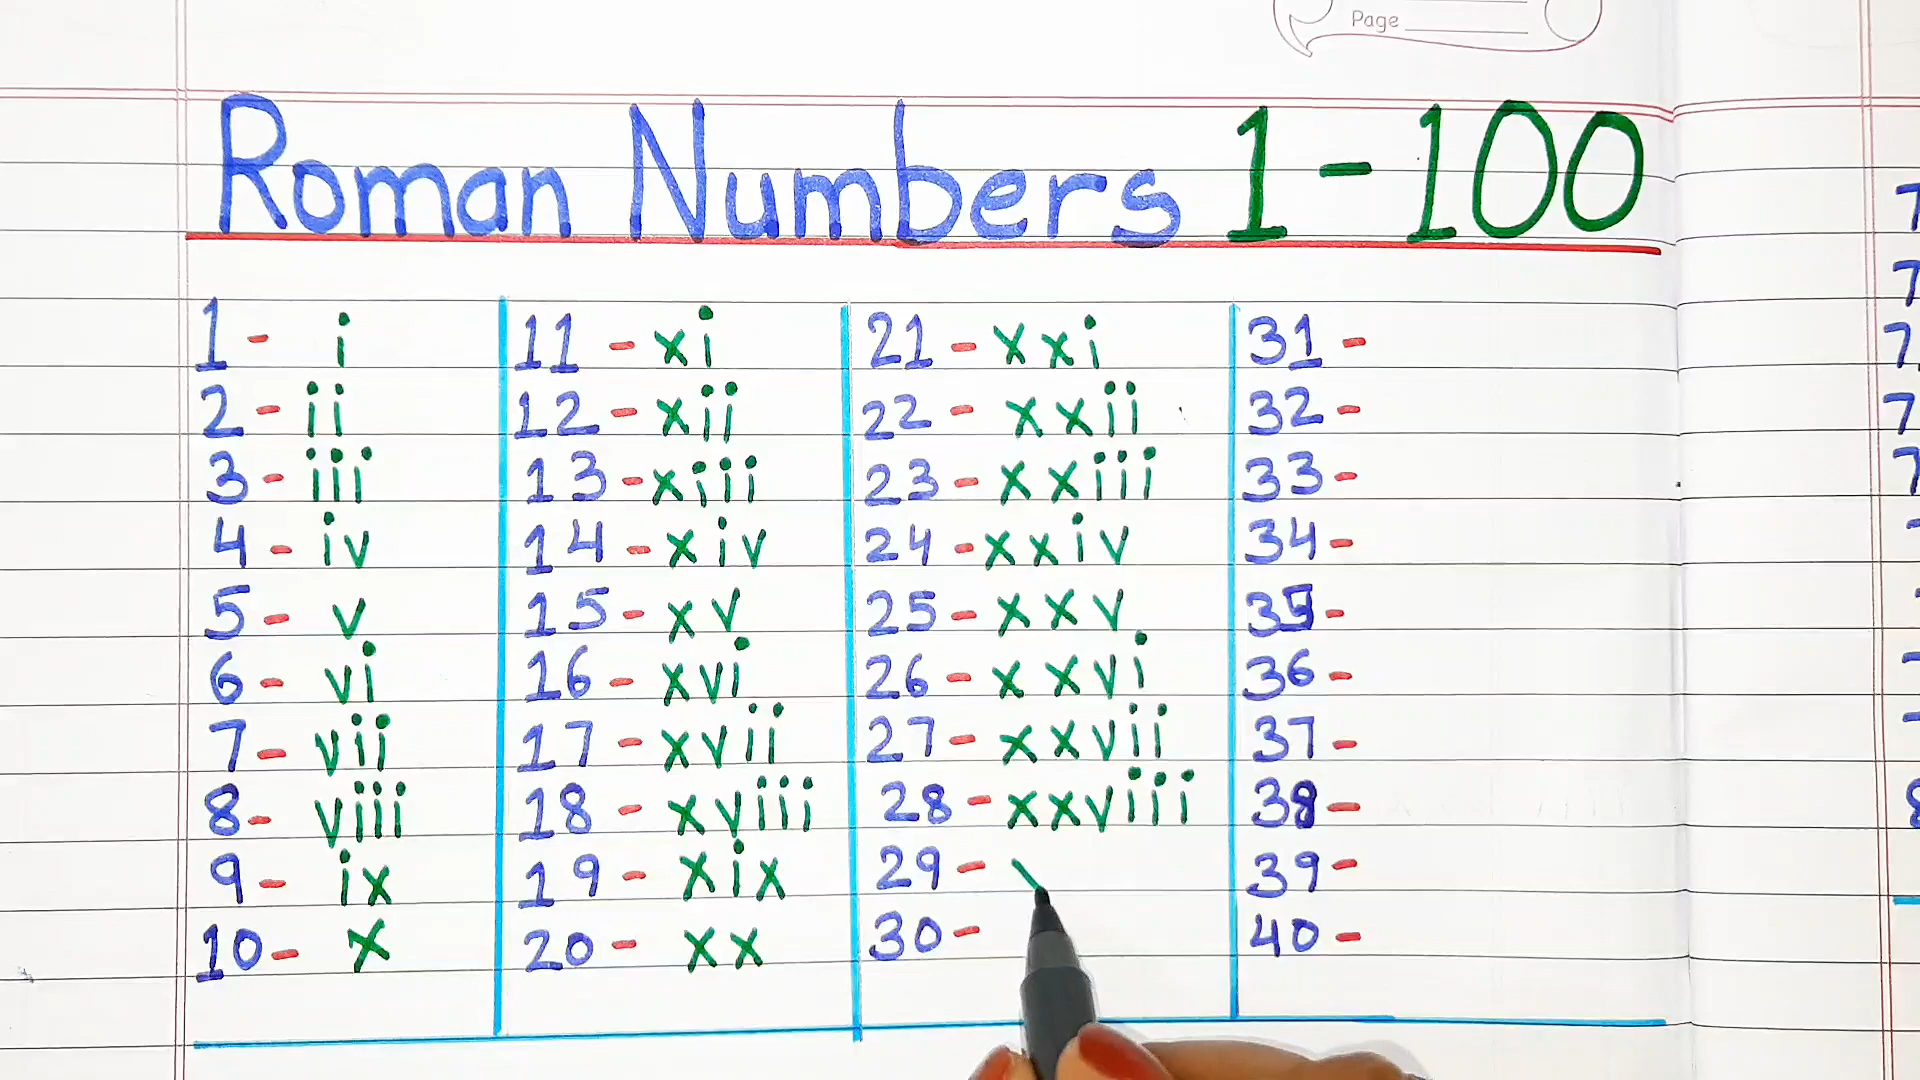 Page
Roman Numbers 1-100
1- i
2- ii
3- iii
4- iv
5- v
6- vi
7- vii
8- viii
9- ix
10- x
11 - xi
12 - xii
13 - xiii
14 - xiv
15 - xv
16 - xvi
17 - xvii
18 - xviii
19 - xix
20 - xx
21 - xxi
22 - xxii
23 - xxiii
24 - xxiv
25 - xxv
26 - xxvi
27 - xxvii
28 - xxviii
29 -
30 -
31 -
32 -
33 -
34 -
35 -
36 -
37 -
38 -
39 -
40 -